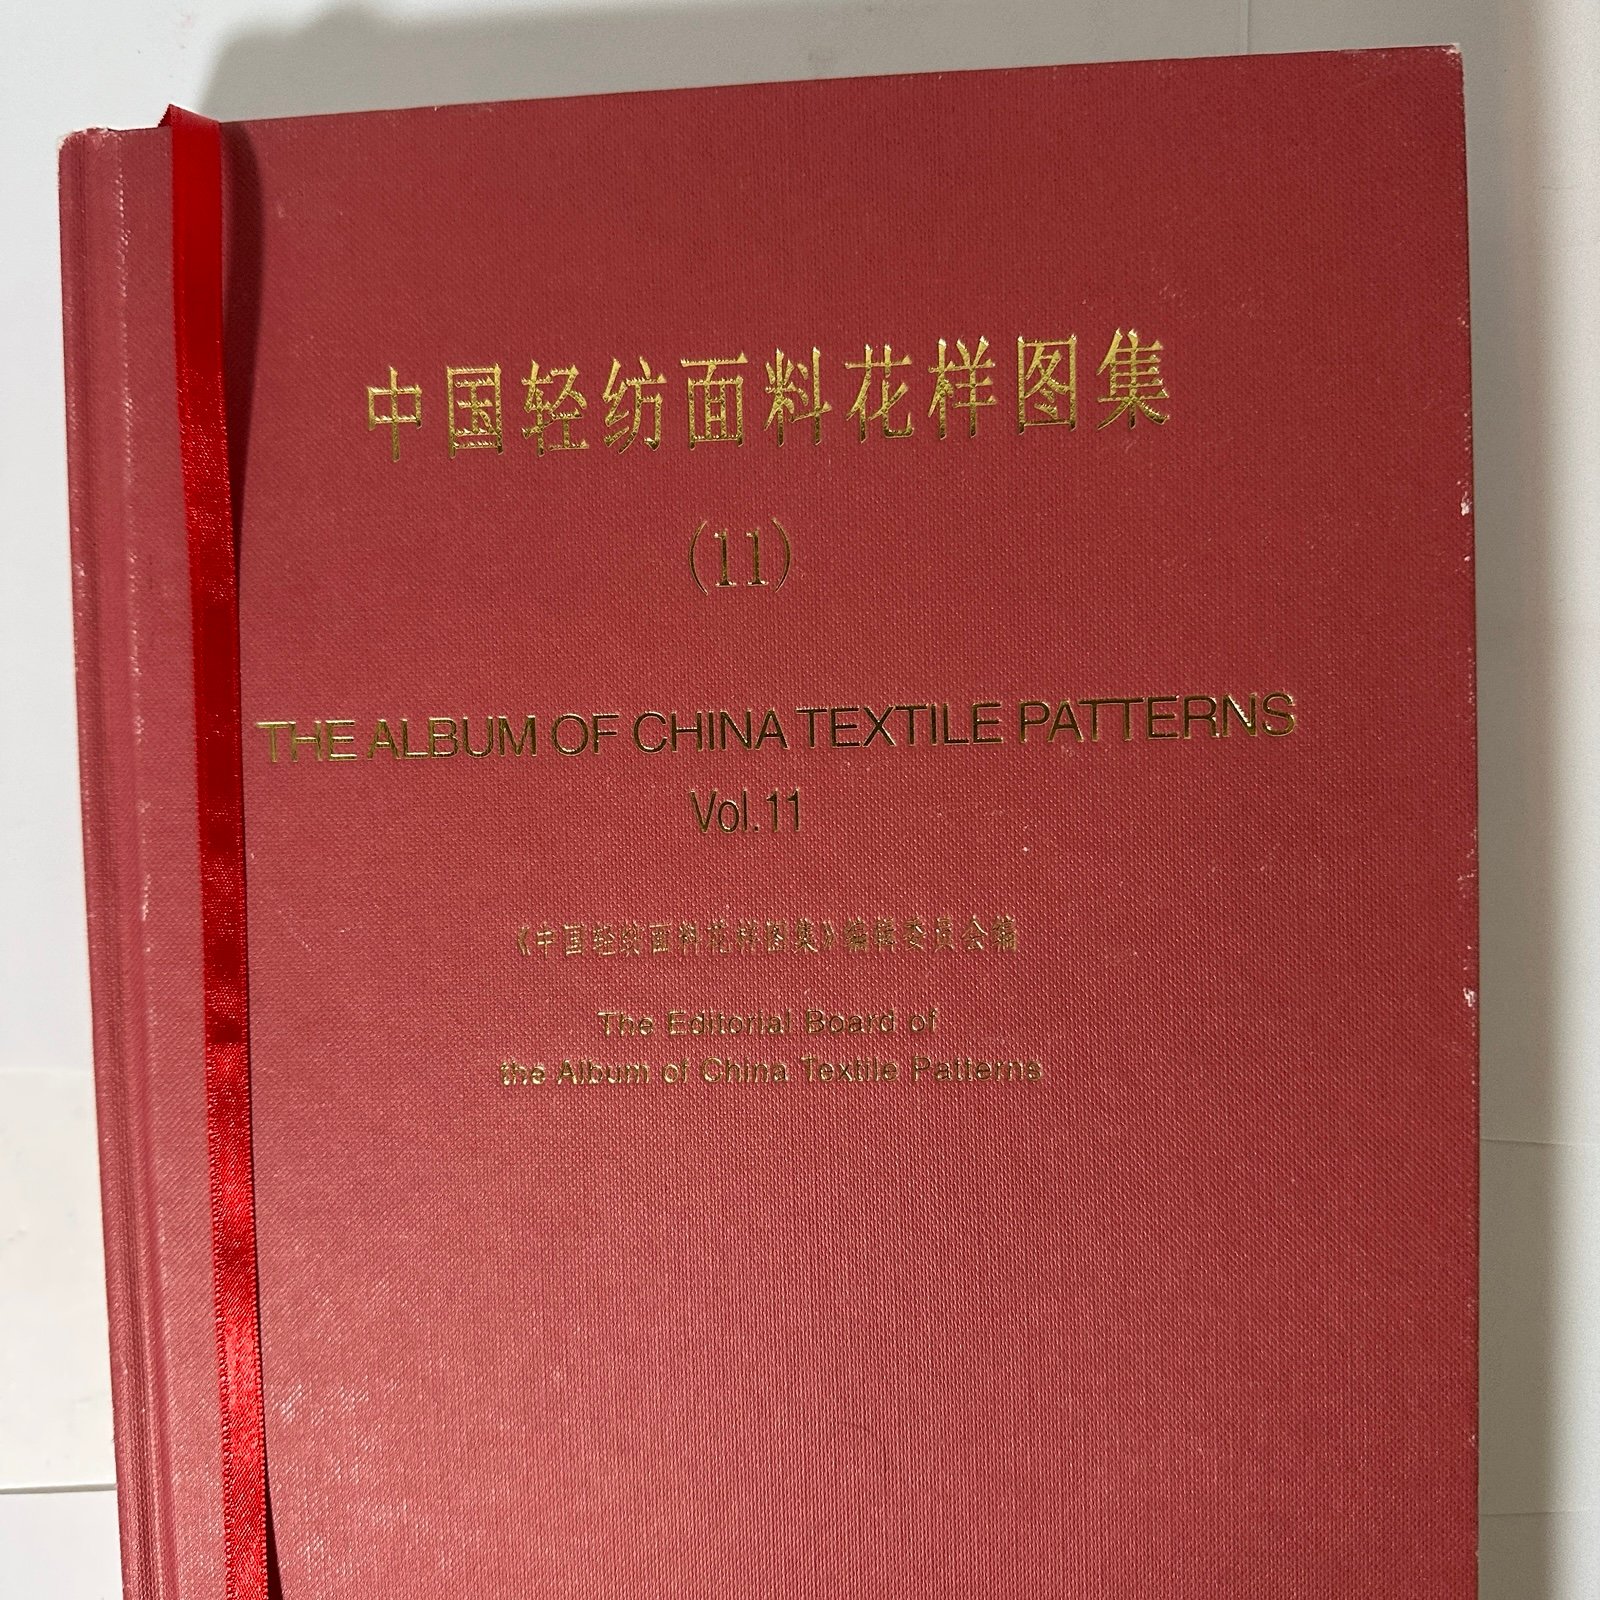 中国轻纺面料花样图集
(11)
THE ALBUM OF CHINA TEXTILE PATTERNS
Vol.11
《中国轻纺面料花样图集》编辑委员会编
The Editorial Board of
the Album of China Textile Patterns